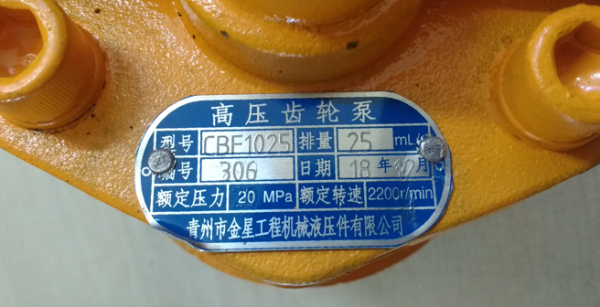 高压齿轮泵
型号 CBF1025 排量 25 mL/
编号 306 日期 18 年 12 月
额定压力 20 MPa 额定转速 2200r/min
青州市金星工程机械液压件有限公司